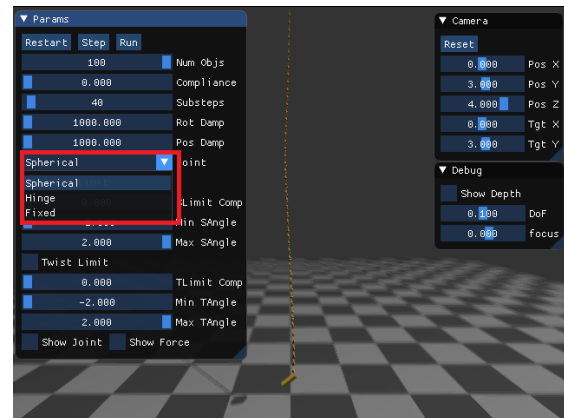 ▼ Params
Restart Step Run
100 Num Objs
0.000 Compliance
40 Substeps
1000.000 Rot Damp
1000.000 Pos Damp
Spherical ▼ Joint
Spherical
Hinge
Fixed
SLimit Comp
Min SAngle
2.000 Max SAngle
Twist Limit
0.000 TLimit Comp
-2.000 Min TAngle
2.000 Max TAngle
Show Joint Show Force
▼ Camera
Reset
0.000 Pos X
3.000 Pos Y
4.000 Pos Z
0.000 Tgt X
3.000 Tgt Y
▼ Debug
Show Depth
0.100 DoF
0.000 focus